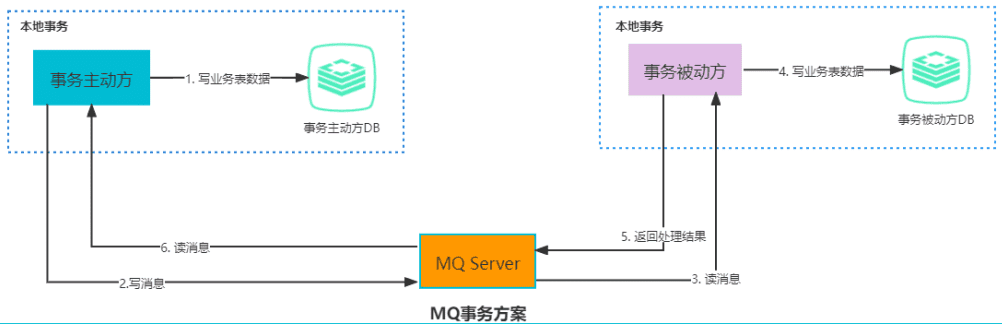 本地事务
事务主动方
1. 写业务表数据
事务主动方DB
本地事务
事务被动方
4. 写业务表数据
事务被动方DB
6. 读消息
5. 返回处理结果
MQ Server
2.写消息
3. 读消息
MQ事务方案